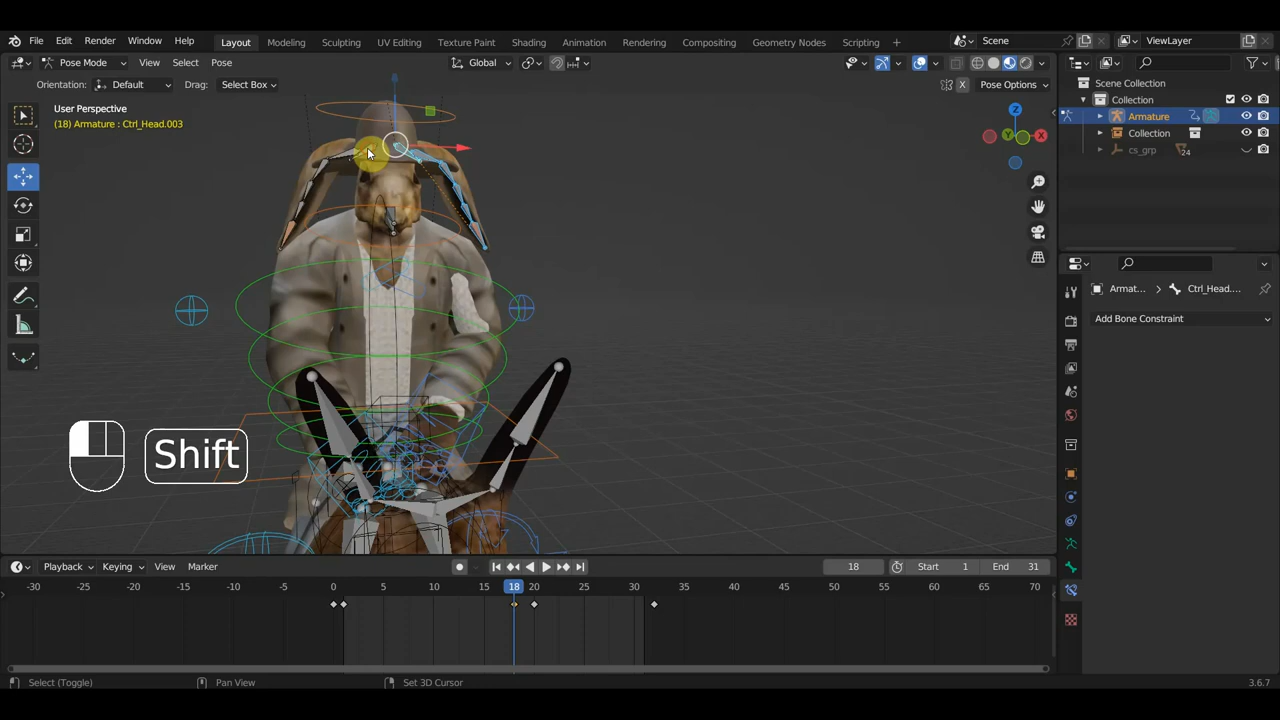 File Edit Render Window Help Layout Modeling Sculpting UV Editing Texture Paint Shading Animation Rendering Compositing Geometry Nodes Scripting + Scene ViewLayer
Pose Mode View Select Pose Global
Orientation: Default Drag: Select Box X Pose Options
User Perspective
(18) Armature : Ctrl_Head.003
Z
Y X
Scene Collection
Collection
Armature
Collection
cs_grp 24
Armat... > Ctrl_Head....
Add Bone Constraint
Shift
Playback Keying View Marker 18 Start 1 End 31
-30 -25 -20 -15 -10 -5 0 5 10 15 18 20 25 30 35 40 45 50 55 60 65 70
Select (Toggle) Pan View Set 3D Cursor 3.6.7